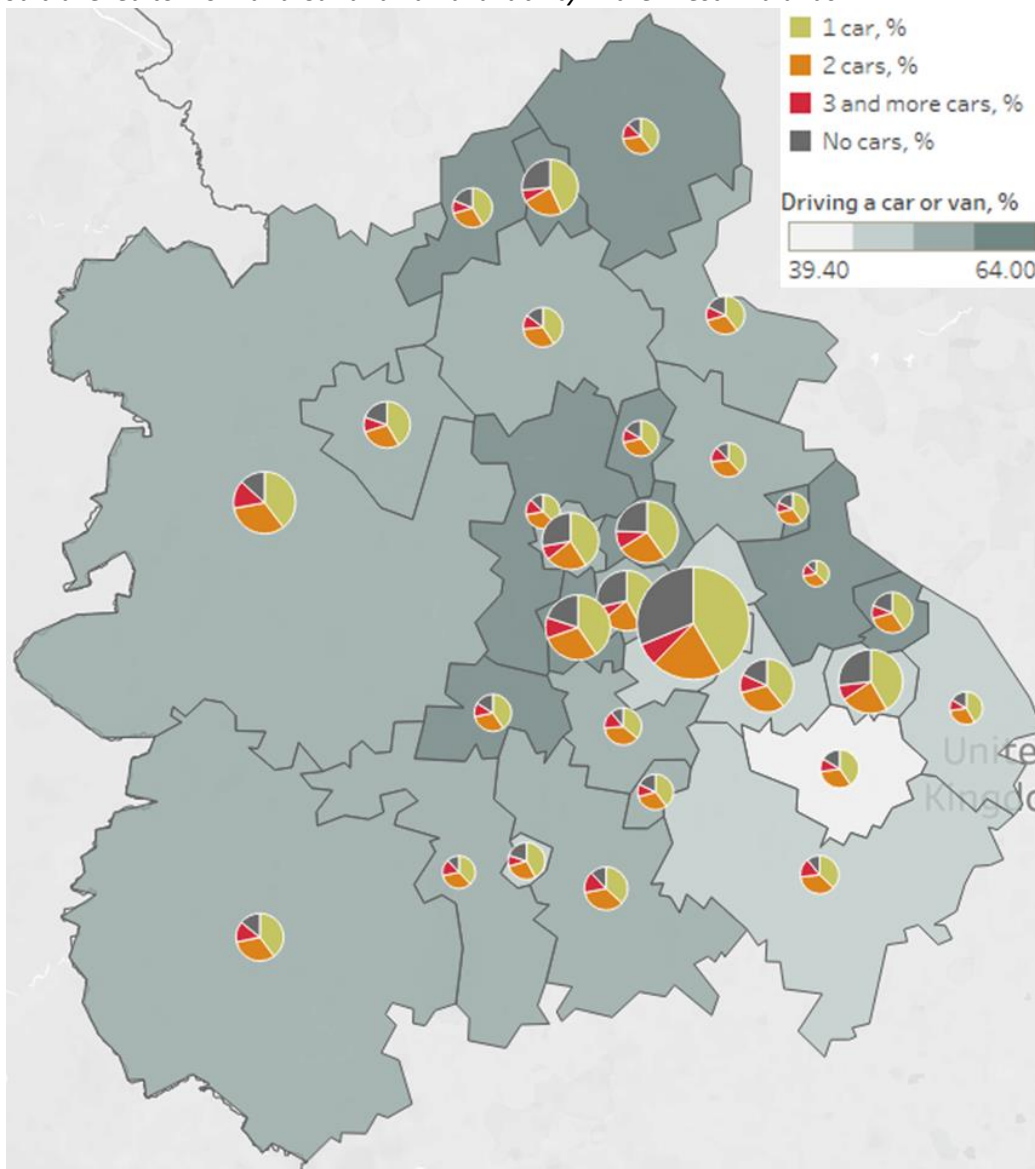 1 car, %
2 cars, %
3 and more cars, %
No cars, %
Driving a car or van, %
39.40 64.00
United
Kingdo